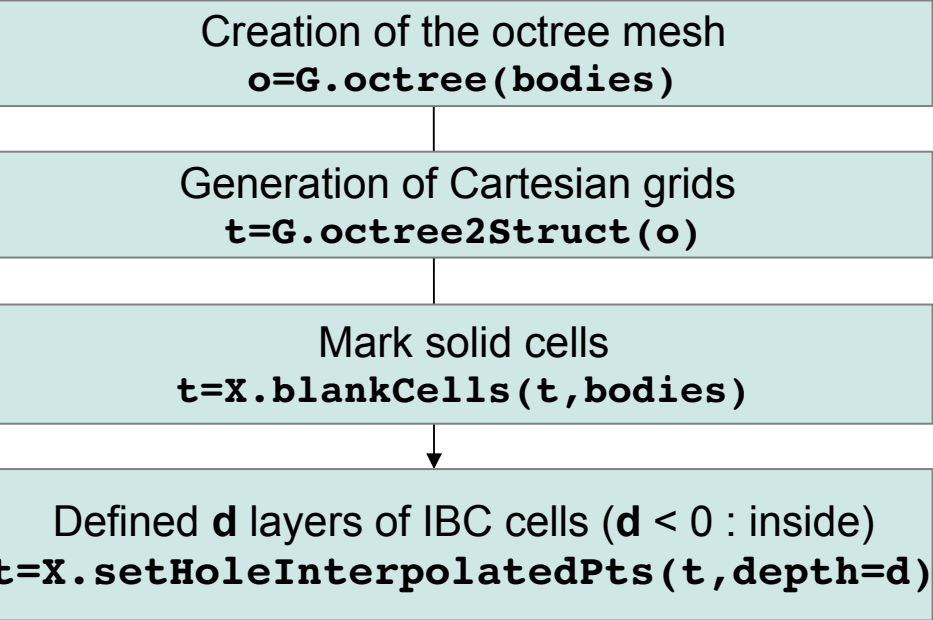 Creation of the octree mesh
o=G.octree(bodies)
Generation of Cartesian grids
t=G.octree2Struct(o)
Mark solid cells
t=X.blankCells(t,bodies)
Defined d layers of IBC cells (d < 0 : inside)
t=X.setHoleInterpolatedPts(t,depth=d)